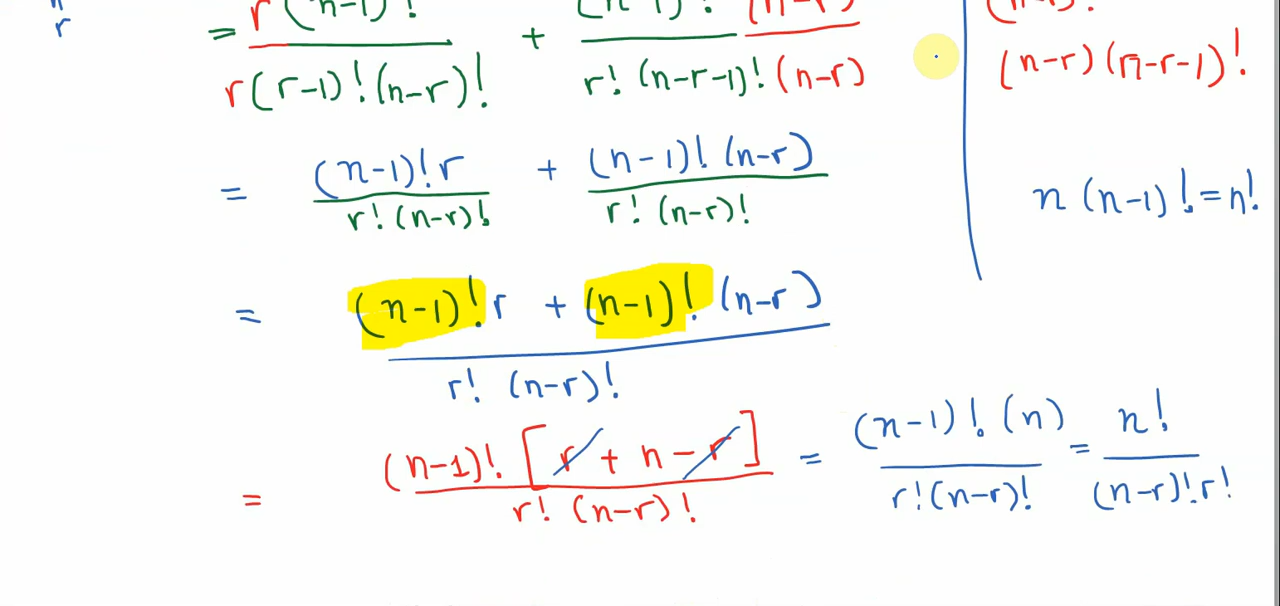 r
= r(n-1)! / r(r-1)!(n-r)! + (n-1)! (n-r) / r! (n-r-1)! (n-r)
= (n-1)! r / r! (n-r)! + (n-1)! (n-r) / r! (n-r)!
= (n-1)! r + (n-1)! (n-r) / r! (n-r)!
= (n-1)! [r + n - r] / r! (n-r)! = (n-1)! (n) / r! (n-r)! = n! / (n-r)! r!
(n-r) (n-r-1)!
n (n-1)! = n!